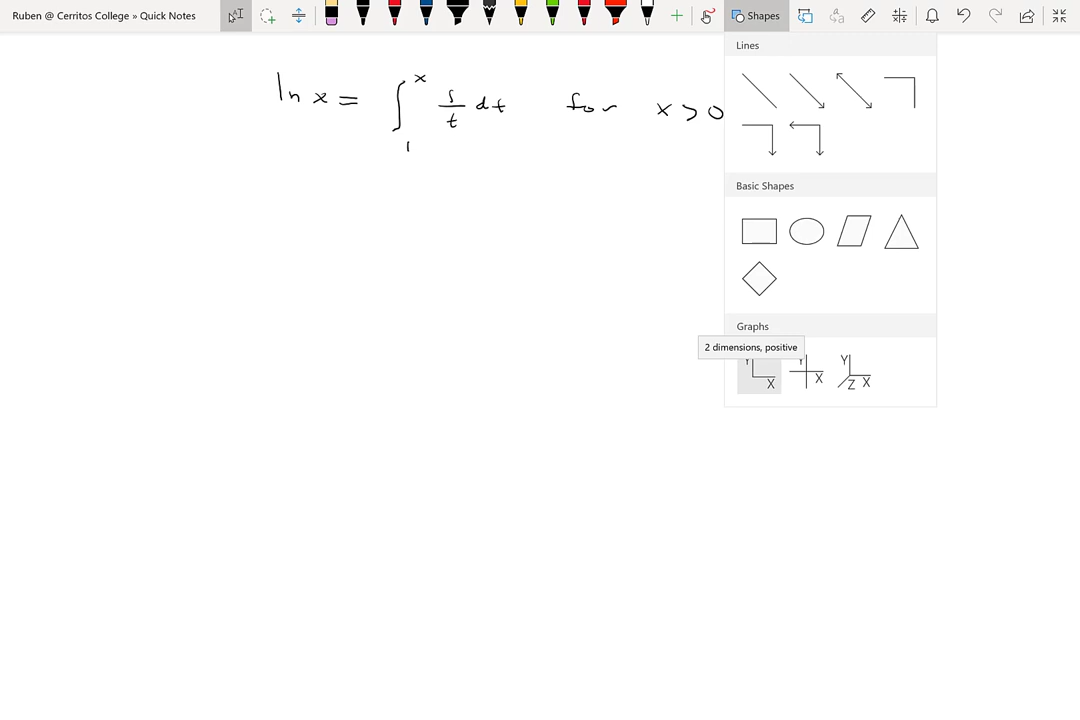 Ruben @ Cerritos College » Quick Notes
Shapes
ln x = ∫₁ˣ 1/t dt for x > 0
Lines
Basic Shapes
Graphs
2 dimensions, positive
Y X
Y X
Y Z X